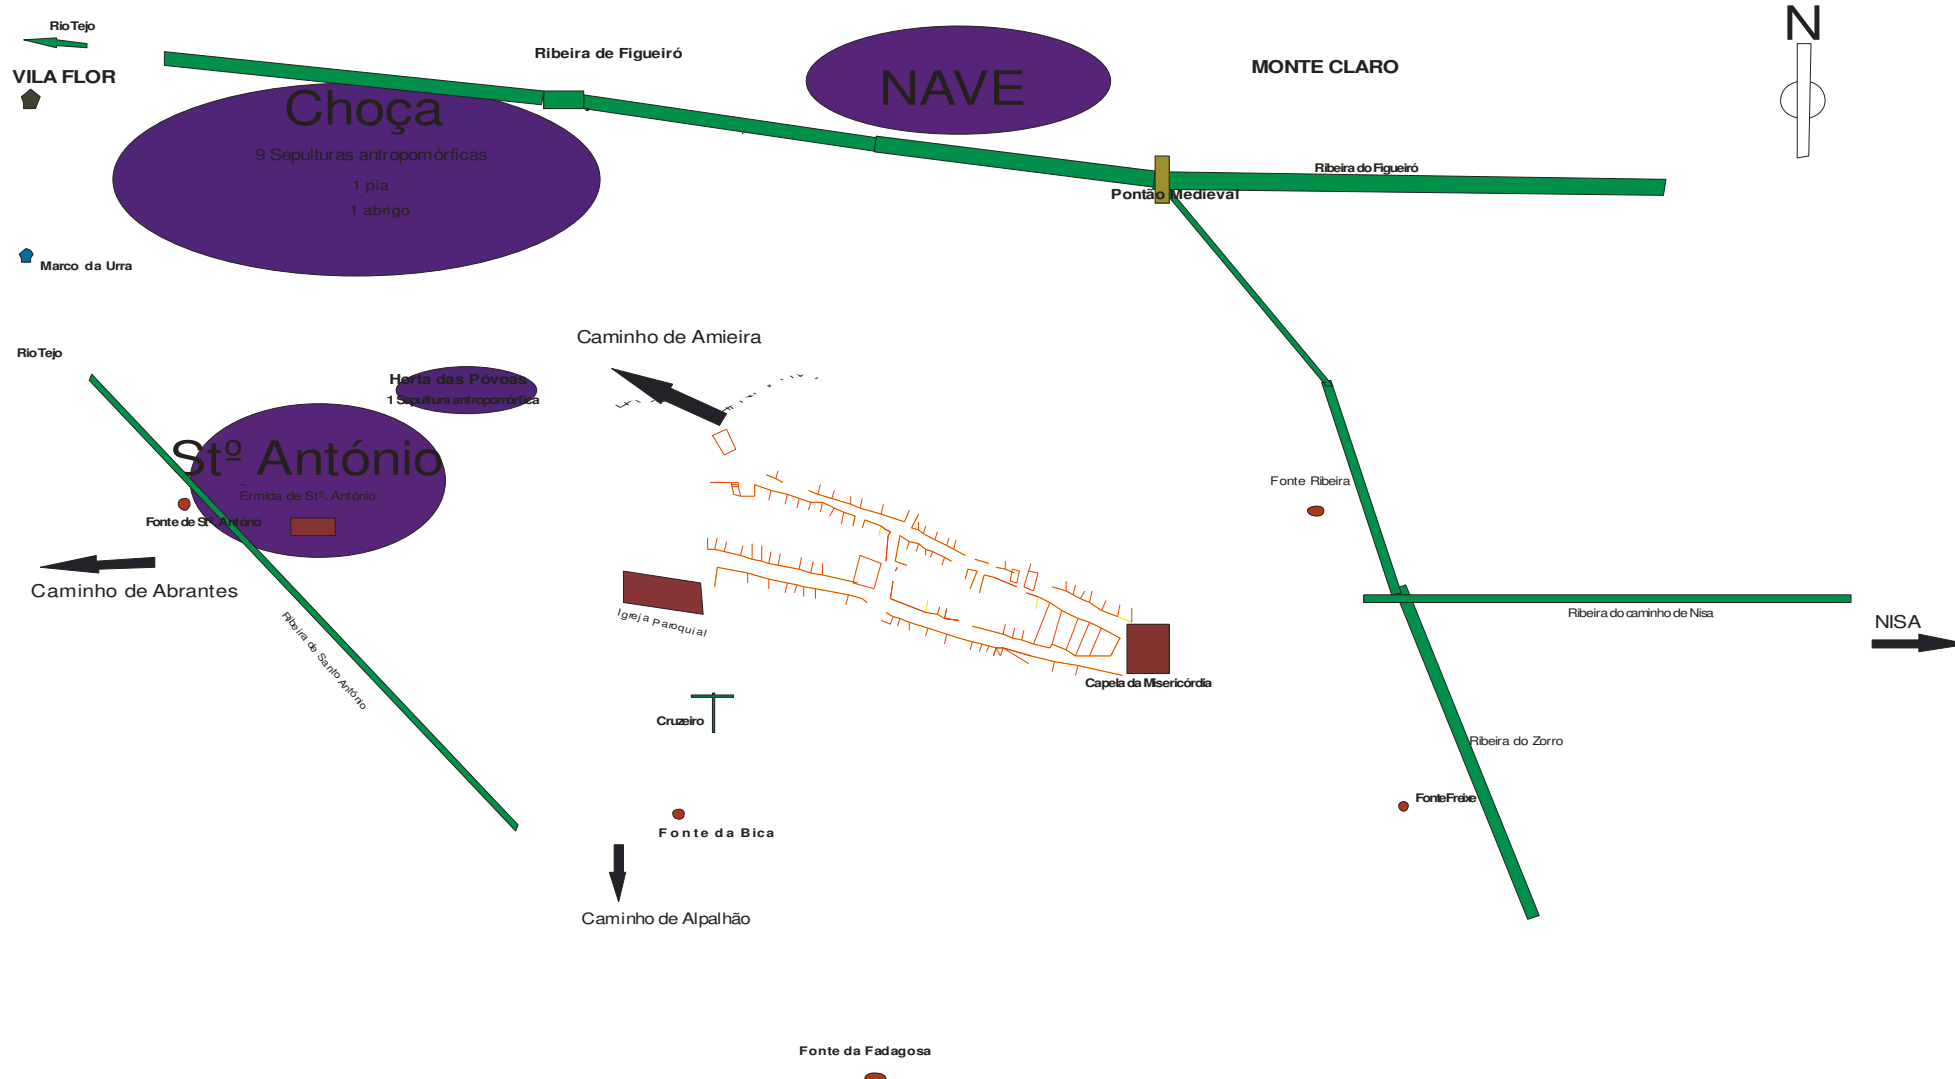 N
Rio Tejo
Ribeira de Figueiró
MONTE CLARO
VILA FLOR
NAVE
Choça
9 Sepulturas antropomórficas
1 pia
1 abrigo
Ribeira do Figueiró
Pontão Medieval
Marco da Urra
Caminho de Amieira
Rio Tejo
Horta das Póvoas
1 Sepultura antropomórfica
Stº António
Ermida de Stº. António
Fonte de Stº. Antóno
Fonte Ribeira
Caminho de Abrantes
Igreja Paroquial
Ribeira de Santo António
Ribeira do caminho de Nisa
NISA
Capela da Misericórdia
Cruzeiro
Ribeira do Zorro
Fonte Freixe
Fonte da Bica
Caminho de Alpalhão
Fonte da Fadagosa